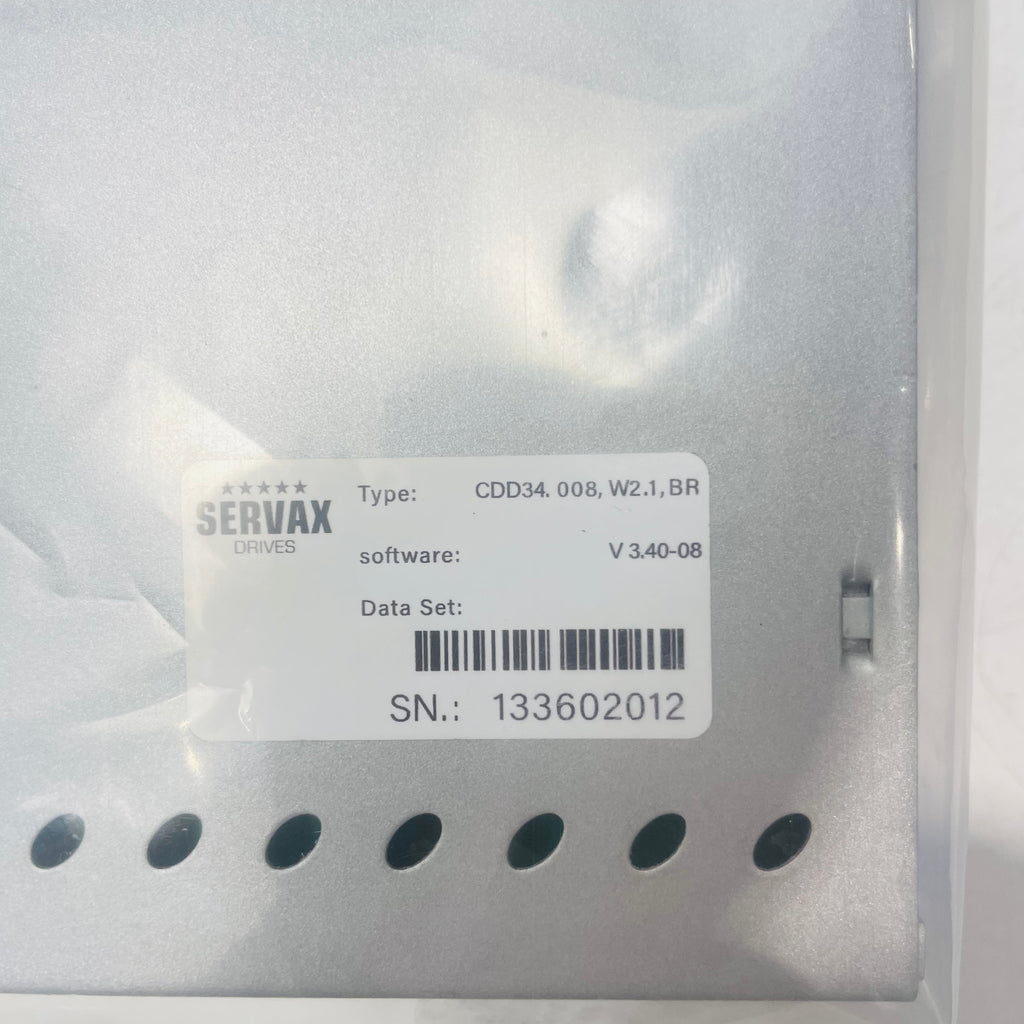 SERVAX
DRIVES
Type: CDD34. 008, W2.1, BR
software: V 3.40-08
Data Set:
SN.: 133602012